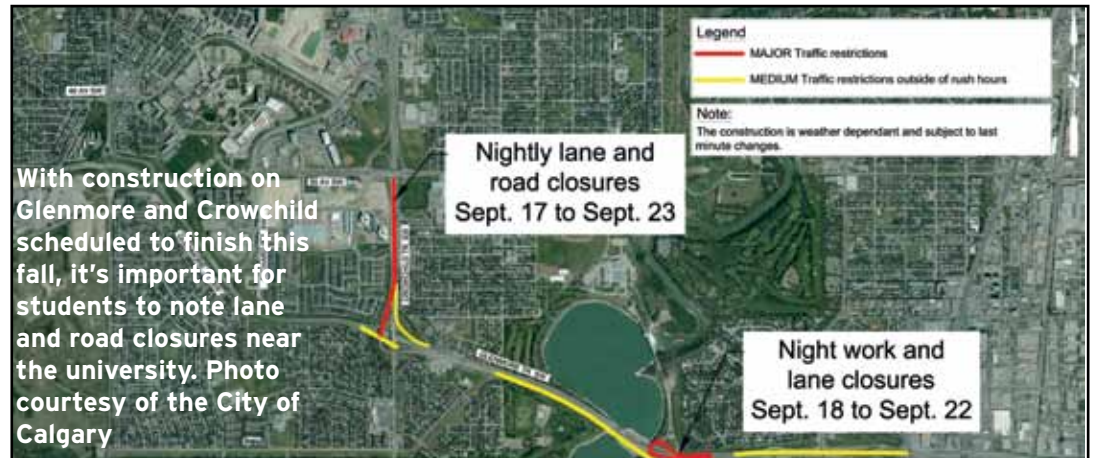 Legend
MAJOR Traffic restrictions
MEDIUM Traffic restrictions outside of rush hours
Note:
The construction is weather dependant and subject to last
minute changes.
Nightly lane and
road closures
Sept. 17 to Sept. 23
With construction on
Glenmore and Crowchild
scheduled to finish this
fall, it's important for
students to note lane
and road closures near
the university. Photo
courtesy of the City of
Calgary
GLENMORE TR SW
Night work and
lane closures
Sept. 18 to Sept. 22